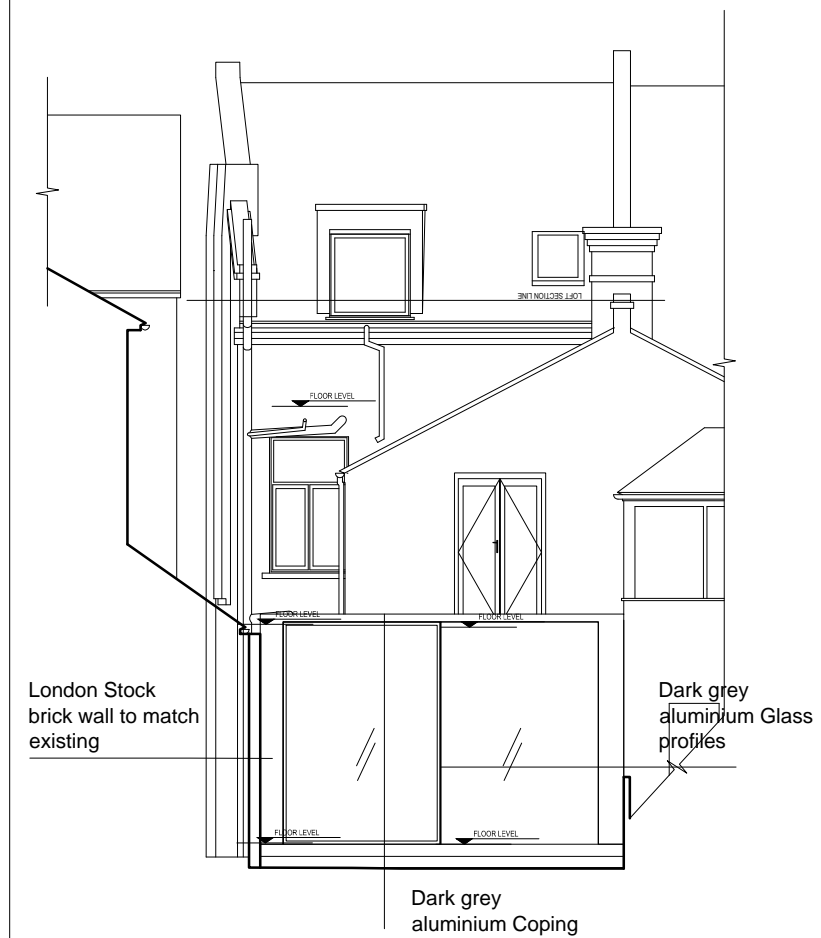 LOFT SECTION LINE
FLOOR LEVEL
FLOOR LEVEL
FLOOR LEVEL
London Stock
brick wall to match
existing
Dark grey
aluminium Glass
profiles
FLOOR LEVEL
FLOOR LEVEL
Dark grey
aluminium Coping